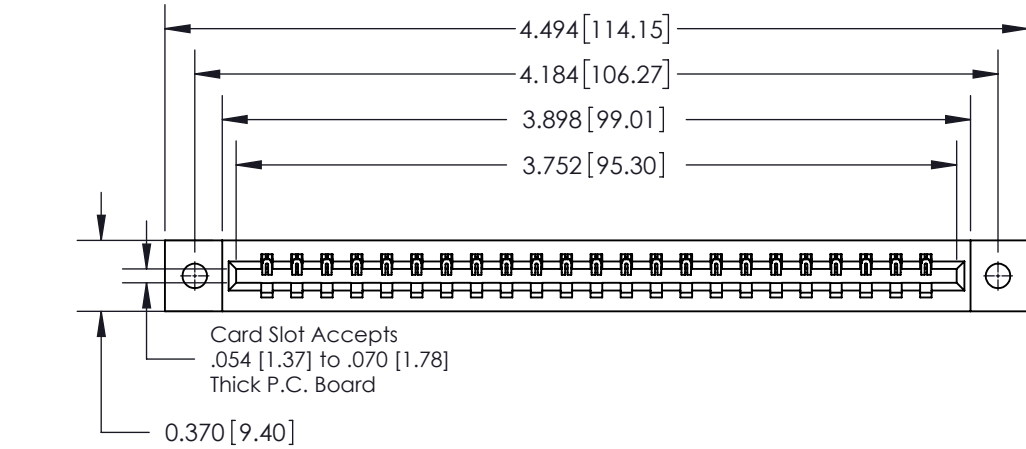 4.494 [114.15]
4.184 [106.27]
3.898 [99.01]
3.752 [95.30]
Card Slot Accepts
.054 [1.37] to .070 [1.78]
Thick P.C. Board
0.370 [9.40]